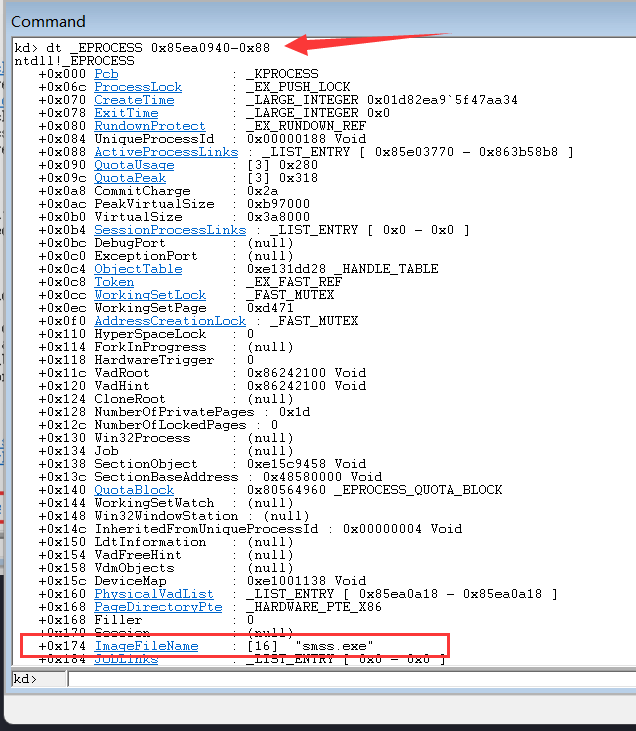 Command
kd> dt _EPROCESS 0x85ea0940-0x88
ntdll!_EPROCESS
+0x000 Pcb : _KPROCESS
+0x06c ProcessLock : _EX_PUSH_LOCK
+0x070 CreateTime : _LARGE_INTEGER 0x01d82ea9`5f47aa34
+0x078 ExitTime : _LARGE_INTEGER 0x0
+0x080 RundownProtect : _EX_RUNDOWN_REF
+0x084 UniqueProcessId : 0x00000188 Void
+0x088 ActiveProcessLinks : _LIST_ENTRY [ 0x85e03770 - 0x863b58b8 ]
+0x090 QuotaUsage : [3] 0x280
+0x09c QuotaPeak : [3] 0x318
+0x0a8 CommitCharge : 0x2a
+0x0ac PeakVirtualSize : 0xb97000
+0x0b0 VirtualSize : 0x3a8000
+0x0b4 SessionProcessLinks : _LIST_ENTRY [ 0x0 - 0x0 ]
+0x0bc DebugPort : (null)
+0x0c0 ExceptionPort : (null)
+0x0c4 ObjectTable : 0xe131dd28 _HANDLE_TABLE
+0x0c8 Token : _EX_FAST_REF
+0x0cc WorkingSetLock : _FAST_MUTEX
+0x0ec WorkingSetPage : 0xd471
+0x0f0 AddressCreationLock : _FAST_MUTEX
+0x110 HyperSpaceLock : 0
+0x114 ForkInProgress : (null)
+0x118 HardwareTrigger : 0
+0x11c VadRoot : 0x86242100 Void
+0x120 VadHint : 0x86242100 Void
+0x124 CloneRoot : (null)
+0x128 NumberOfPrivatePages : 0x1d
+0x12c NumberOfLockedPages : 0
+0x130 Win32Process : (null)
+0x134 Job : (null)
+0x138 SectionObject : 0xe15c9458 Void
+0x13c SectionBaseAddress : 0x48580000 Void
+0x140 QuotaBlock : 0x80564960 _EPROCESS_QUOTA_BLOCK
+0x144 WorkingSetWatch : (null)
+0x148 Win32WindowStation : (null)
+0x14c InheritedFromUniqueProcessId : 0x00000004 Void
+0x150 LdtInformation : (null)
+0x154 VadFreeHint : (null)
+0x158 VdmObjects : (null)
+0x15c DeviceMap : 0xe1001138 Void
+0x160 PhysicalVadList : _LIST_ENTRY [ 0x85ea0a18 - 0x85ea0a18 ]
+0x168 PageDirectoryPte : _HARDWARE_PTE_X86
+0x168 Filler : 0
+0x170 Session : (null)
+0x174 ImageFileName : [16] "smss.exe"
+0x184 JobLinks : _LIST_ENTRY [ 0x0 - 0x0 ]
kd>